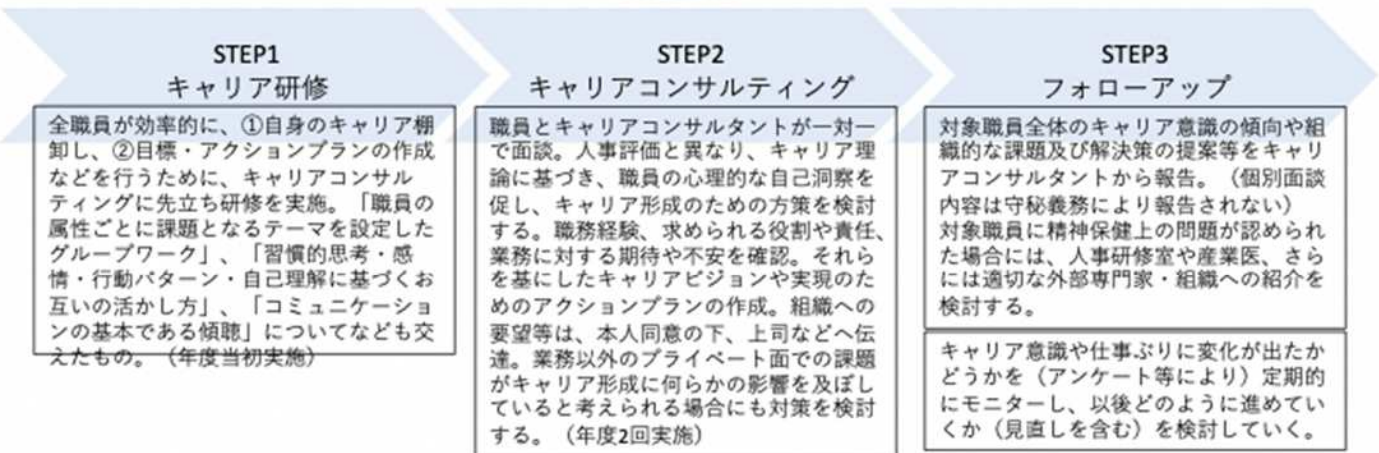 STEP1
キャリア研修
全職員が効率的に、①自身のキャリア棚
卸し、②目標・アクションプランの作成
などを行うために、キャリアコンサル
ティングに先立ち研修を実施。「職員の
属性ごとに課題となるテーマを設定した
グループワーク」、「習慣的思考・感
情・行動パターン・自己理解に基づくお
互いの活かし方」、「コミュニケーショ
ンの基本である傾聴」についてなども交
えたもの。（年度当初実施）
STEP2
キャリアコンサルティング
職員とキャリアコンサルタントが一対一
で面談。人事評価と異なり、キャリア理
論に基づき、職員の心理的な自己洞察を
促し、キャリア形成のための方策を検討
する。職務経験、求められる役割や責任、
業務に対する期待や不安を確認。それら
を基にしたキャリアビジョンや実現のた
めのアクションプランの作成。組織への
要望等は、本人同意の下、上司などへ伝
達。業務以外のプライベート面での課題
がキャリア形成に何らかの影響を及ぼし
ていると考えられる場合にも対策を検討
する。（年度2回実施）
STEP3
フォローアップ
対象職員全体のキャリア意識の傾向や組
織的な課題及び解決策の提案等をキャリ
アコンサルタントから報告。（個別面談
内容は守秘義務により報告されない）
対象職員に精神保健上の問題が認められ
た場合には、人事研修室や産業医、さら
には適切な外部専門家・組織への紹介を
検討する。
キャリア意識や仕事ぶりに変化が出たか
どうかを（アンケート等により）定期的
にモニターし、以後どのように進めてい
くか（見直しを含む）を検討していく。